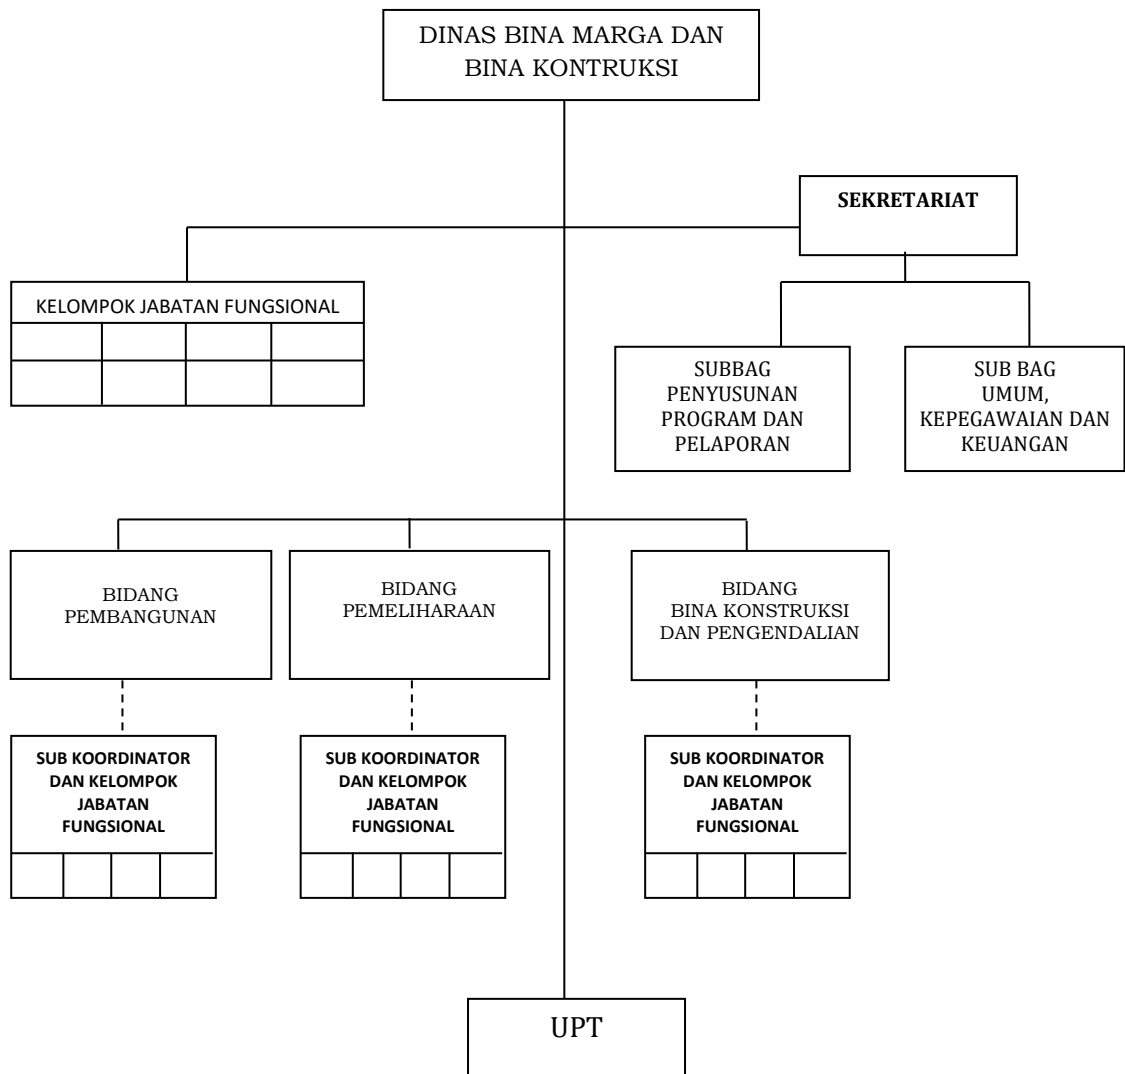 DINAS BINA MARGA DAN
BINA KONTRUKSI
SEKRETARIAT
KELOMPOK JABATAN FUNGSIONAL
SUBBAG
PENYUSUNAN
PROGRAM DAN
PELAPORAN
SUB BAG
UMUM,
KEPEGAWAIAN DAN
KEUANGAN
BIDANG
PEMBANGUNAN
BIDANG
PEMELIHARAAN
BIDANG
BINA KONSTRUKSI
DAN PENGENDALIAN
SUB KOORDINATOR
DAN KELOMPOK
JABATAN
FUNGSIONAL
SUB KOORDINATOR
DAN KELOMPOK
JABATAN
FUNGSIONAL
SUB KOORDINATOR
DAN KELOMPOK
JABATAN
FUNGSIONAL
UPT